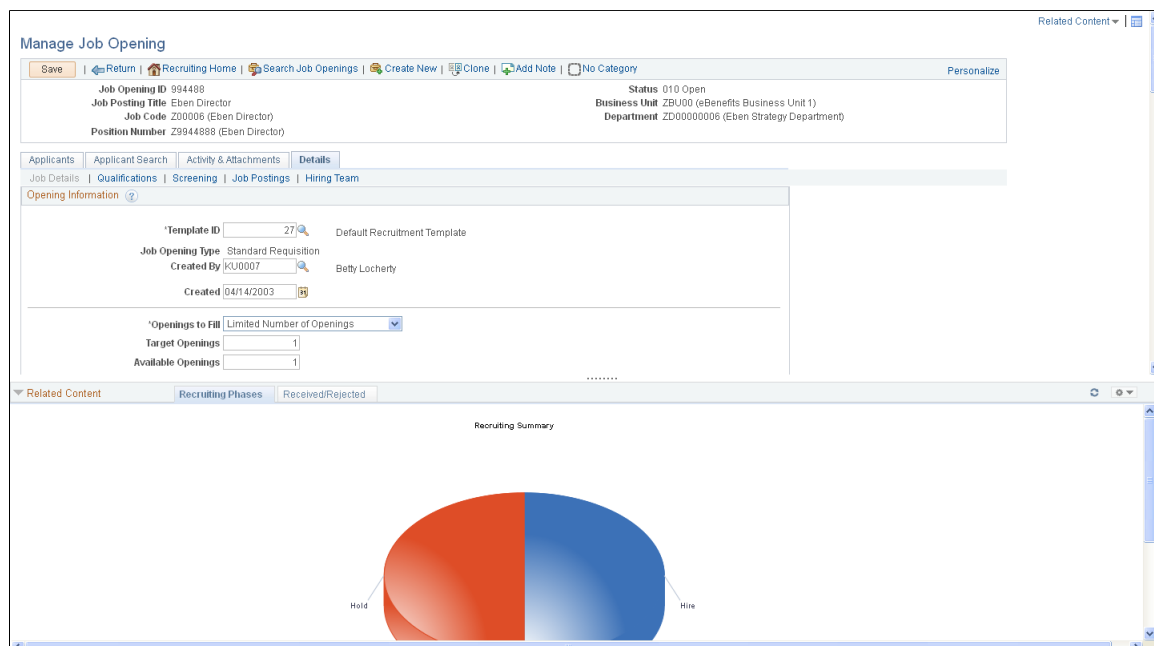 Related Content
Manage Job Opening
Save | Return | Recruiting Home | Search Job Openings | Create New | Clone | Add Note | No Category Personalize
Job Opening ID 994488 Status 010 Open
Job Posting Title Eben Director Business Unit ZBU00 (eBenefits Business Unit 1)
Job Code Z00006 (Eben Director) Department ZD00000006 (Eben Strategy Department)
Position Number Z9944888 (Eben Director)
Applicants Applicant Search Activity & Attachments Details
Job Details | Qualifications | Screening | Job Postings | Hiring Team
Opening Information ?
*Template ID 27 Default Recruitment Template
Job Opening Type Standard Requisition
Created By KU0007 Betty Locherty
Created 04/14/2003 31
*Openings to Fill Limited Number of Openings
Target Openings 1
Available Openings 1
Related Content Recruiting Phases Received/Rejected
Recruiting Summary
Hold Hire